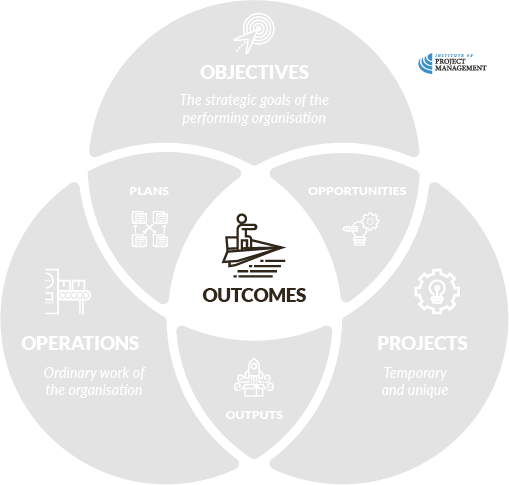 OBJECTIVES
The strategic goals of the
performing organisation
INSTITUTE OF
PROJECT
MANAGEMENT
PLANS
OPPORTUNITIES
OUTCOMES
OPERATIONS
Ordinary work of
the organisation
PROJECTS
Temporary
and unique
OUTPUTS